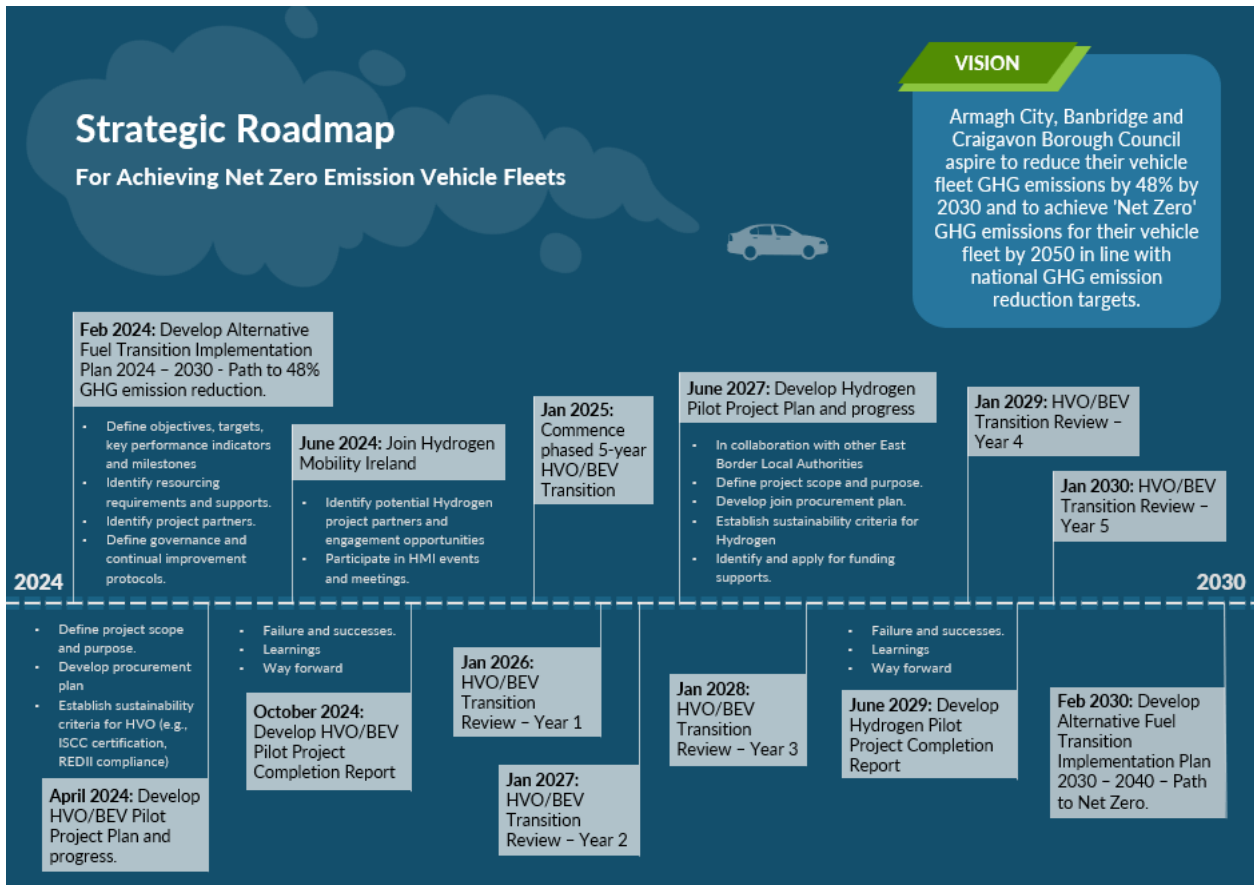 Strategic Roadmap
For Achieving Net Zero Emission Vehicle Fleets
VISION
Armagh City, Banbridge and
Craigavon Borough Council
aspire to reduce their vehicle
fleet GHG emissions by 48% by
2030 and to achieve 'Net Zero'
GHG emissions for their vehicle
fleet by 2050 in line with
national GHG emission
reduction targets.
Feb 2024: Develop Alternative
Fuel Transition Implementation
Plan 2024 – 2030 - Path to 48%
GHG emission reduction.
• Define objectives, targets,
key performance indicators
and milestones
• Identify resourcing
requirements and supports.
• Identify project partners.
• Define governance and
continual improvement
protocols.
June 2024: Join Hydrogen
Mobility Ireland
• Identify potential Hydrogen
project partners and
engagement opportunities
• Participate in HMI events
and meetings.
Jan 2025:
Commence
phased 5-year
HVO/BEV
Transition
June 2027: Develop Hydrogen
Pilot Project Plan and progress
• In collaboration with other East
Border Local Authorities
• Define project scope and purpose.
• Develop join procurement plan.
• Establish sustainability criteria for
Hydrogen
• Identify and apply for funding
supports.
Jan 2029: HVO/BEV
Transition Review –
Year 4
Jan 2030: HVO/BEV
Transition Review –
Year 5
2024
2030
• Define project scope
and purpose.
• Develop procurement
plan
• Establish sustainability
criteria for HVO (e.g.,
ISCC certification,
REDII compliance)
April 2024: Develop
HVO/BEV Pilot
Project Plan and
progress.
• Failure and successes.
• Learnings
• Way forward
October 2024:
Develop HVO/BEV
Pilot Project
Completion Report
Jan 2026:
HVO/BEV
Transition
Review – Year 1
Jan 2027:
HVO/BEV
Transition
Review – Year 2
Jan 2028:
HVO/BEV
Transition
Review – Year 3
• Failure and successes.
• Learnings
• Way forward
June 2029: Develop
Hydrogen Pilot
Project Completion
Report
Feb 2030: Develop
Alternative Fuel
Transition
Implementation Plan
2030 – 2040 – Path
to Net Zero.